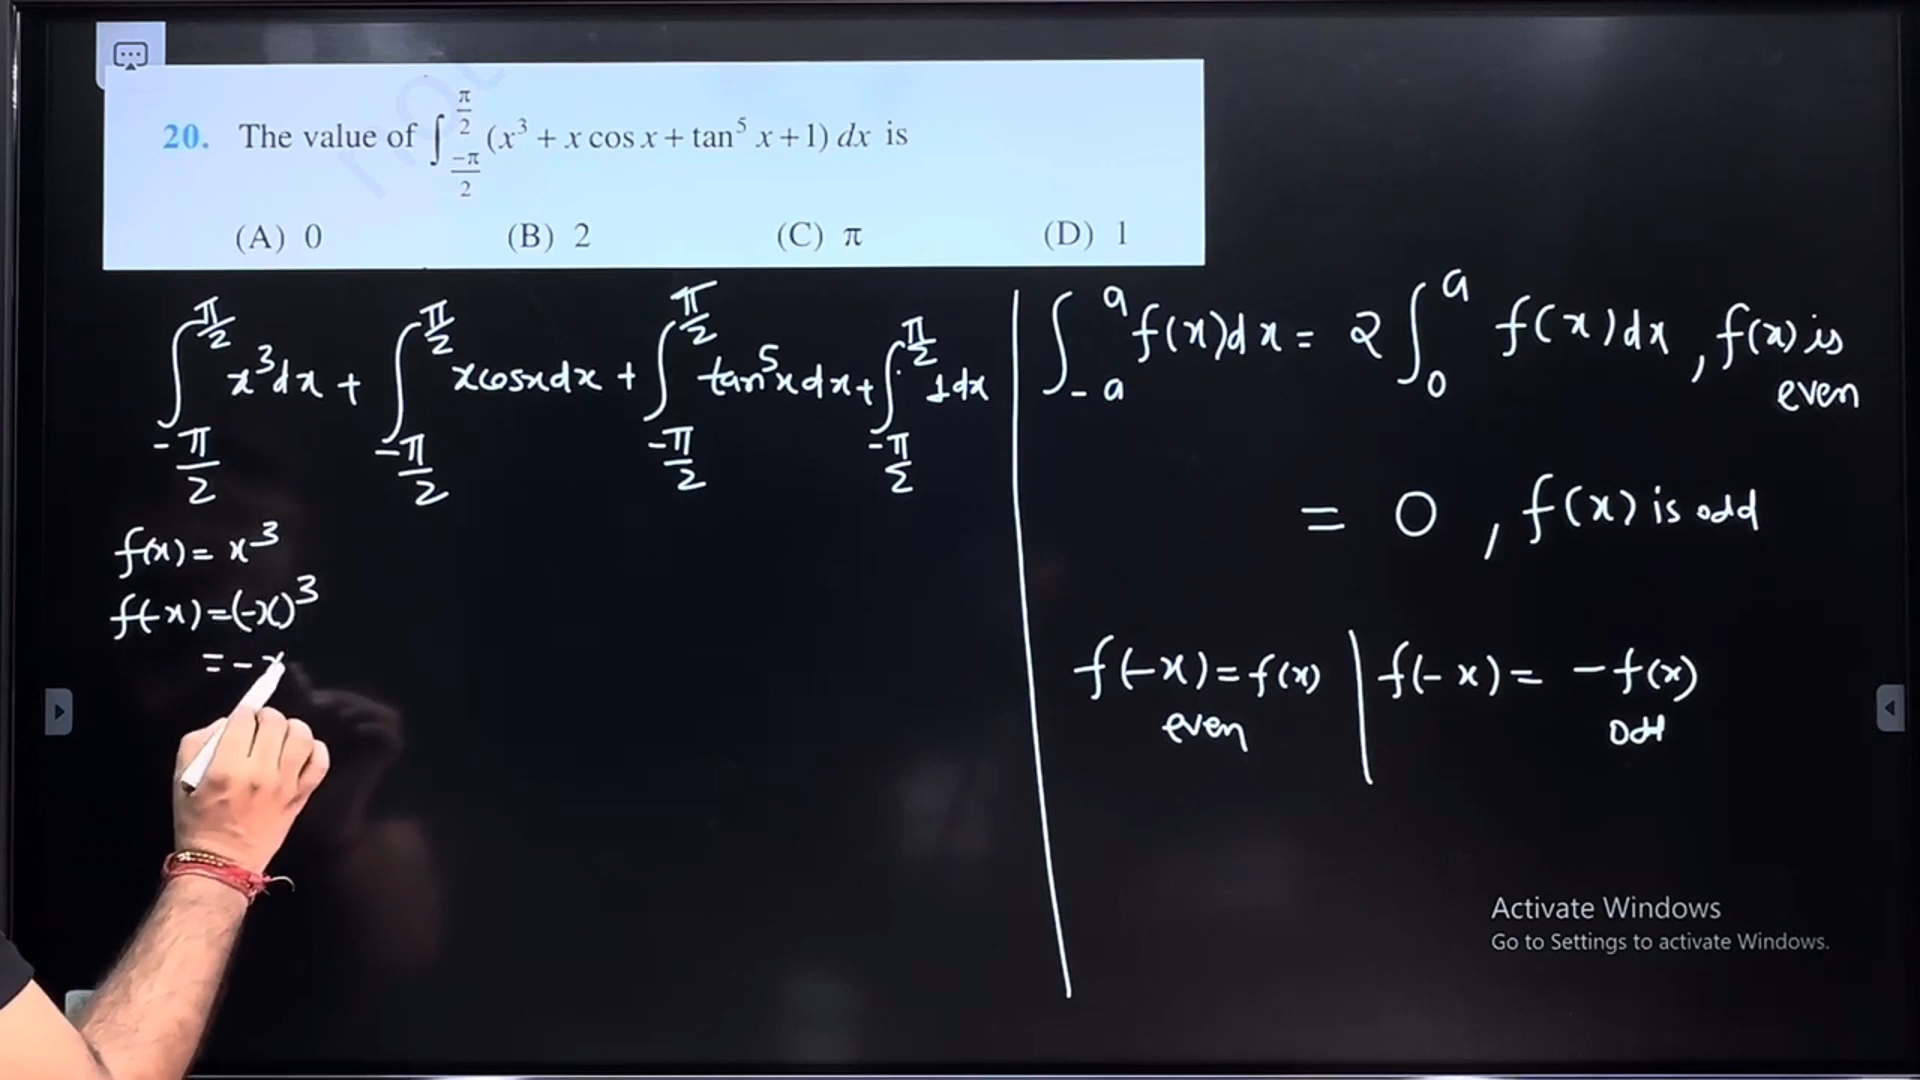 20. The value of ∫_{-π/2}^{π/2} (x³ + x cos x + tan⁵ x + 1) dx is
(A) 0 (B) 2 (C) π (D) 1
∫_{-π/2}^{π/2} x³dx + ∫_{-π/2}^{π/2} xcosxdx + ∫_{-π/2}^{π/2} tan⁵xdx + ∫_{-π/2}^{π/2} 1dx
f(x) = x³
f(-x) = (-x)³
= -x
∫_{-a}^{a} f(x)dx = 2 ∫_{0}^{a} f(x)dx, f(x) is
even
= 0, f(x) is odd
f(-x) = f(x) | f(-x) = -f(x)
even odd
Activate Windows
Go to Settings to activate Windows.